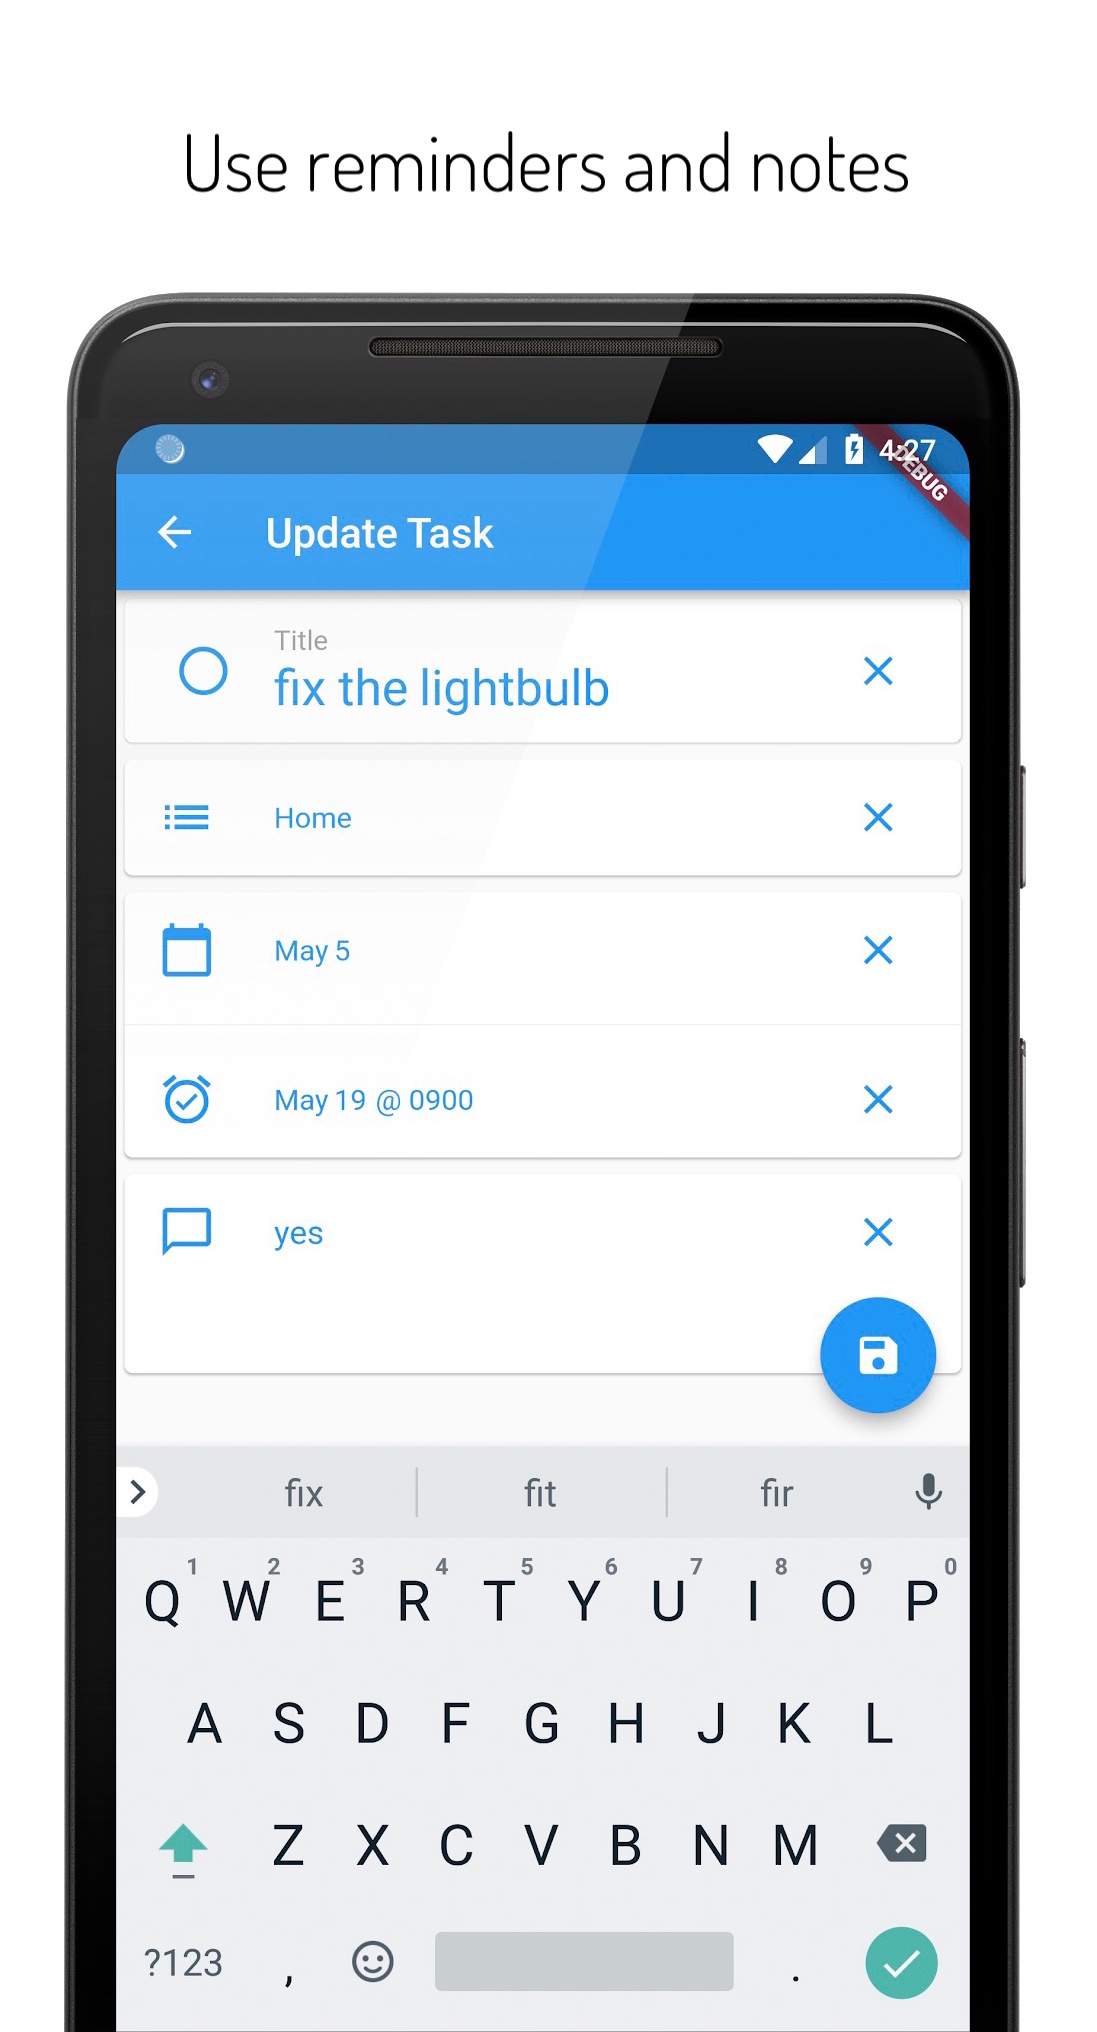 Use reminders and notes
4:27
DEBUG
Update Task
Title
fix the lightbulb
Home
May 5
May 19 @ 0900
yes
fix fit fir
1 2 3 4 5 6 7 8 9 0
Q W E R T Y U I O P
A S D F G H J K L
Z X C V B N M
?123 , .